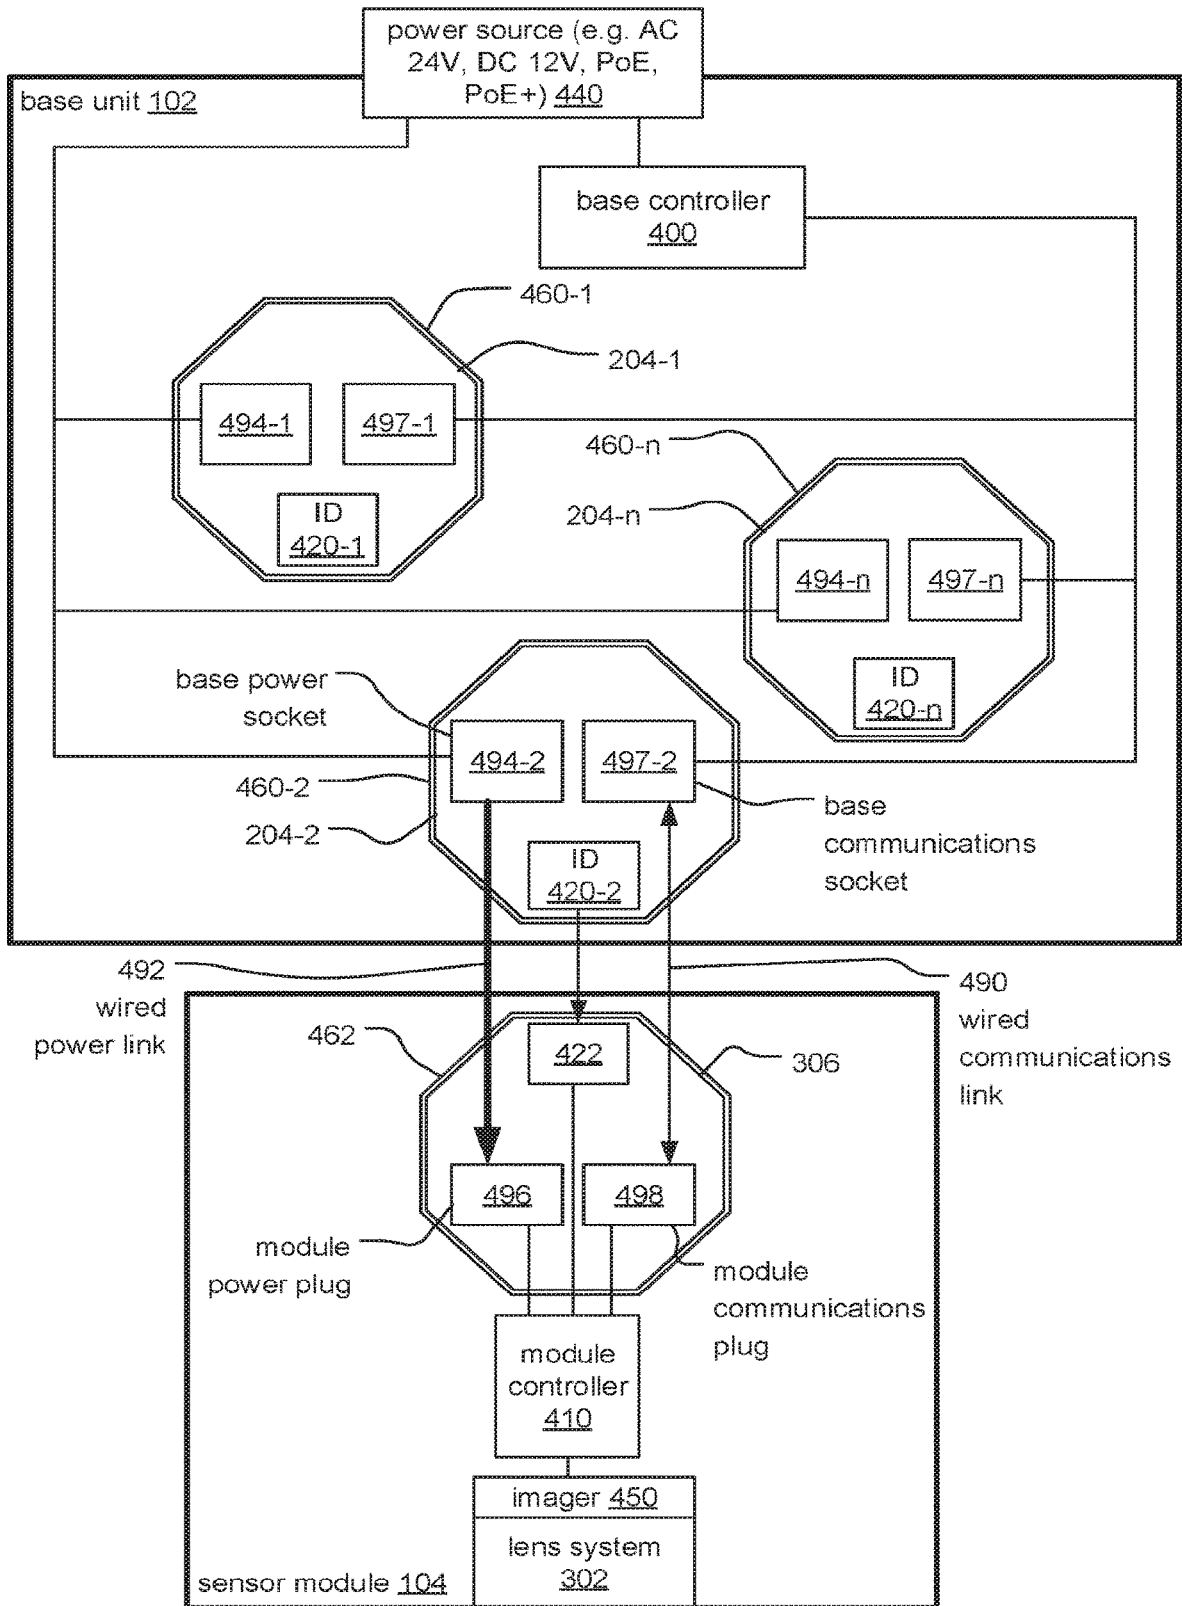 power source (e.g. AC
24V, DC 12V, PoE,
PoE+) 440
base unit 102
base controller
400
460-1
204-1
494-1
497-1
ID
420-1
460-n
204-n
494-n
497-n
ID
420-n
base power
socket
494-2
497-2
460-2
204-2
base
communications
socket
ID
420-2
492
wired
power link
490
wired
communications
link
462
422
306
496
498
module
power plug
module
communications
plug
module
controller
410
imager 450
lens system
302
sensor module 104